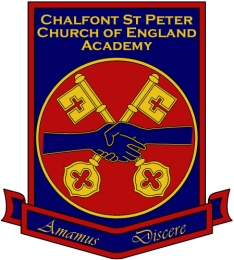 CHALFONT ST PETER
CHURCH OF ENGLAND
ACADEMY
Amamus Discere